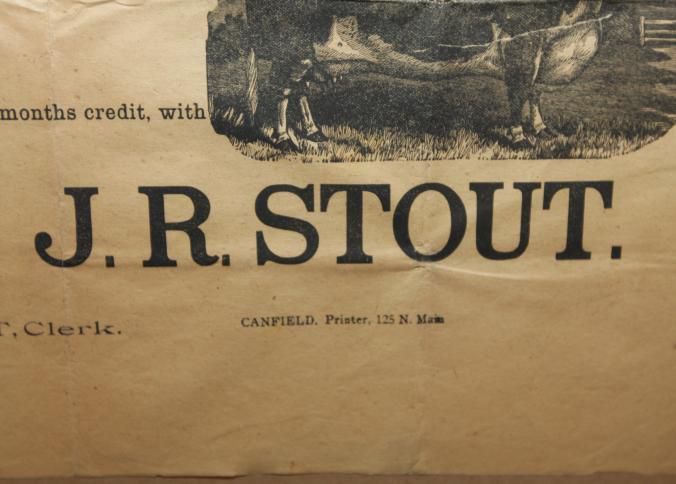 months credit, with
J. R. STOUT.
T, Clerk.
CANFIELD, Printer, 125 N. Main